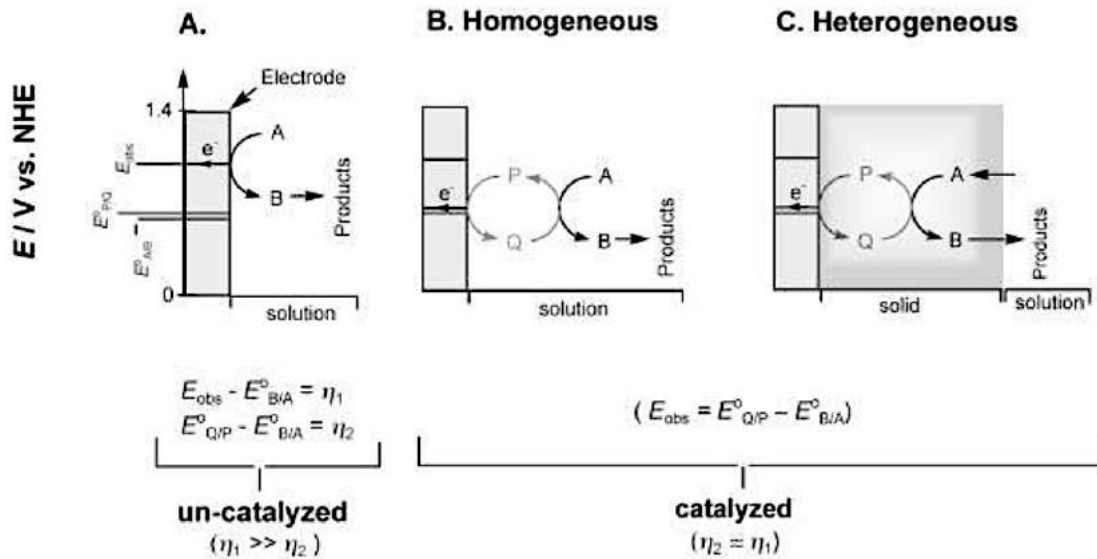 A.
B. Homogeneous
C. Heterogeneous
E / V vs. NHE
1.4
0
E_obs
E°_P/Q
E°_A/B
Electrode
e⁻
A
B
Products
solution
e⁻
P
Q
A
B
Products
solution
e⁻
P
Q
A
B
Products
solid
solution
E_obs - E°_B/A = η₁
E°_Q/P - E°_B/A = η₂
( E_obs = E°_Q/P – E°_B/A)
un-catalyzed
(η₁ >> η₂ )
catalyzed
(η₂ = η₁)